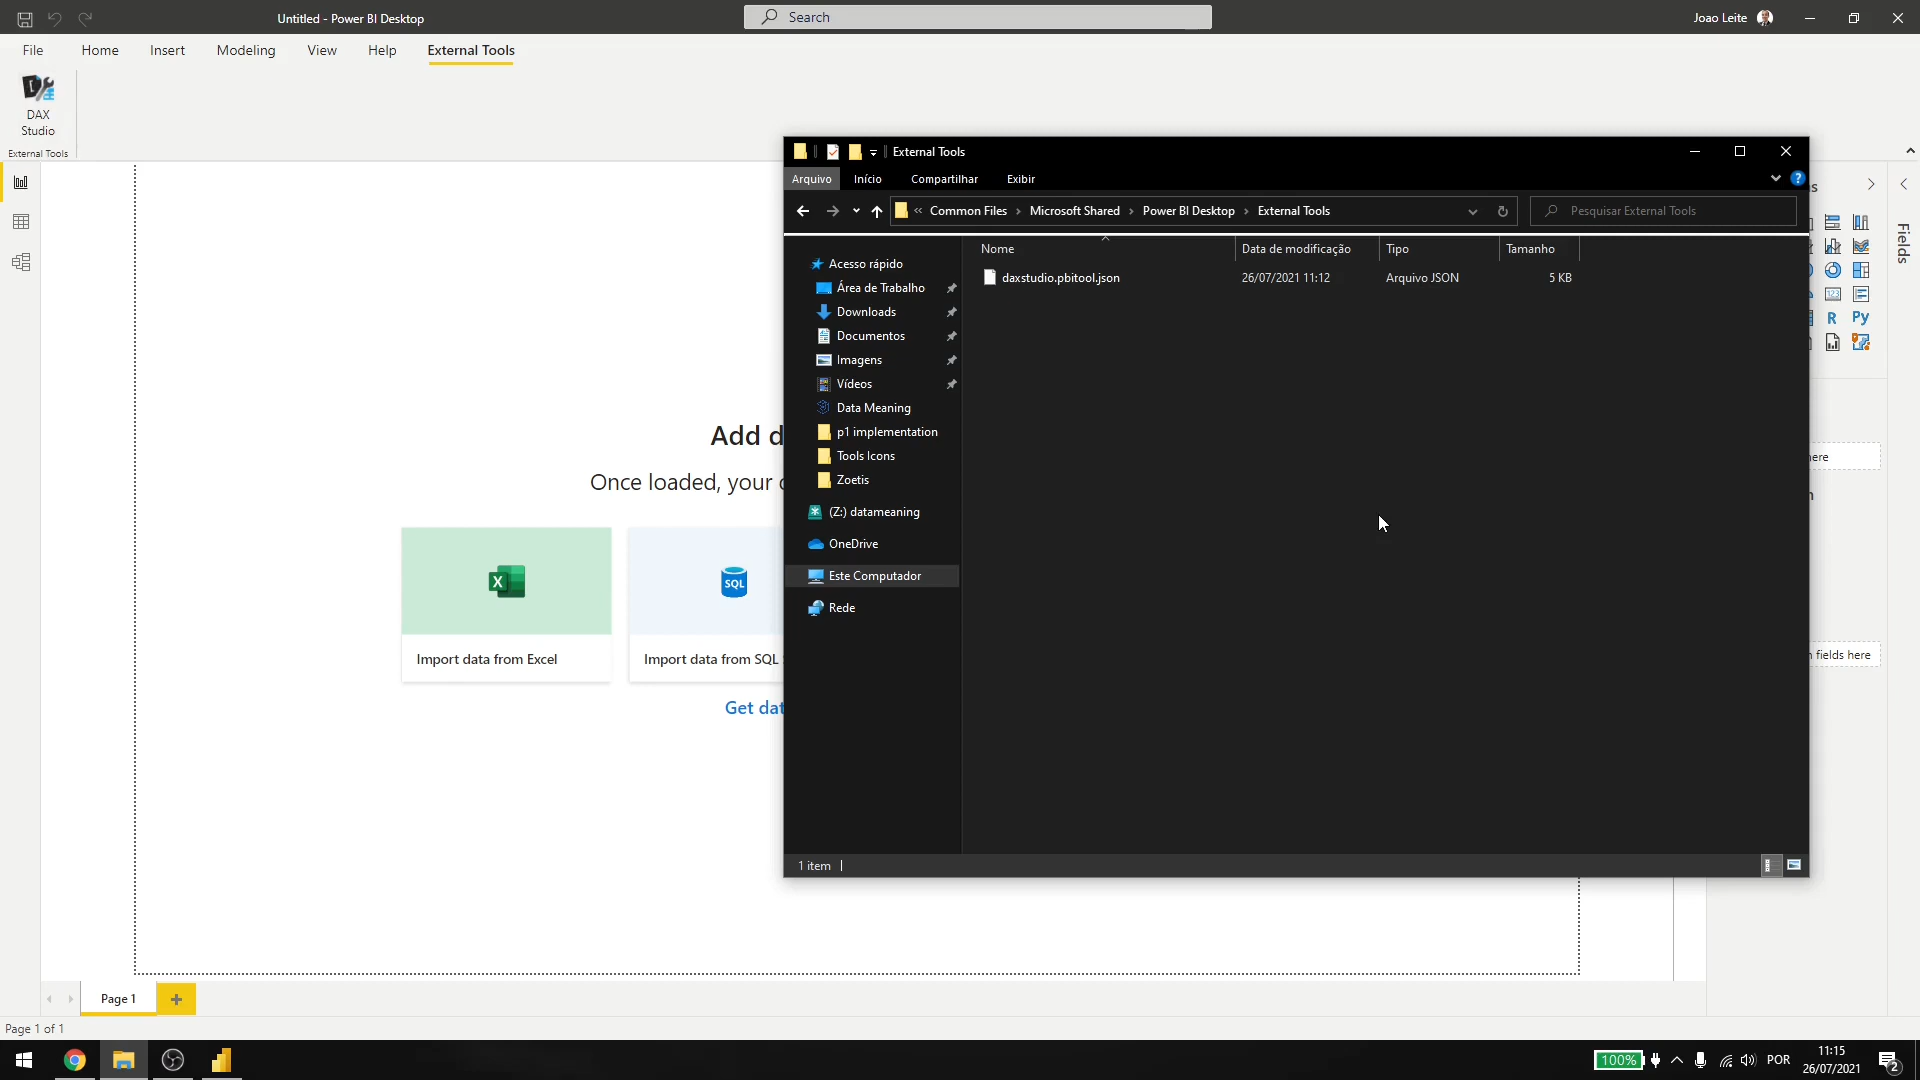 Untitled - Power BI Desktop
Search
Joao Leite
File
Home
Insert
Modeling
View
Help
External Tools
DAX
Studio
External Tools
External Tools
Arquivo
Início
Compartilhar
Exibir
« Common Files › Microsoft Shared › Power BI Desktop › External Tools
Pesquisar External Tools
Nome
Data de modificação
Tipo
Tamanho
daxstudio.pbitool.json
26/07/2021 11:12
Arquivo JSON
5 KB
Acesso rápido
Área de Trabalho
Downloads
Documentos
Imagens
Vídeos
Data Meaning
p1 implementation
Tools Icons
Zoetis
(Z:) datameaning
OneDrive
Este Computador
Rede
1 item
Fields
R
Py
123
Add d
Once loaded, your
X
SQL
Import data from Excel
Import data from SQL
Get dat
fields here
Page 1
Page 1 of 1
100%
POR
11:15
26/07/2021
2